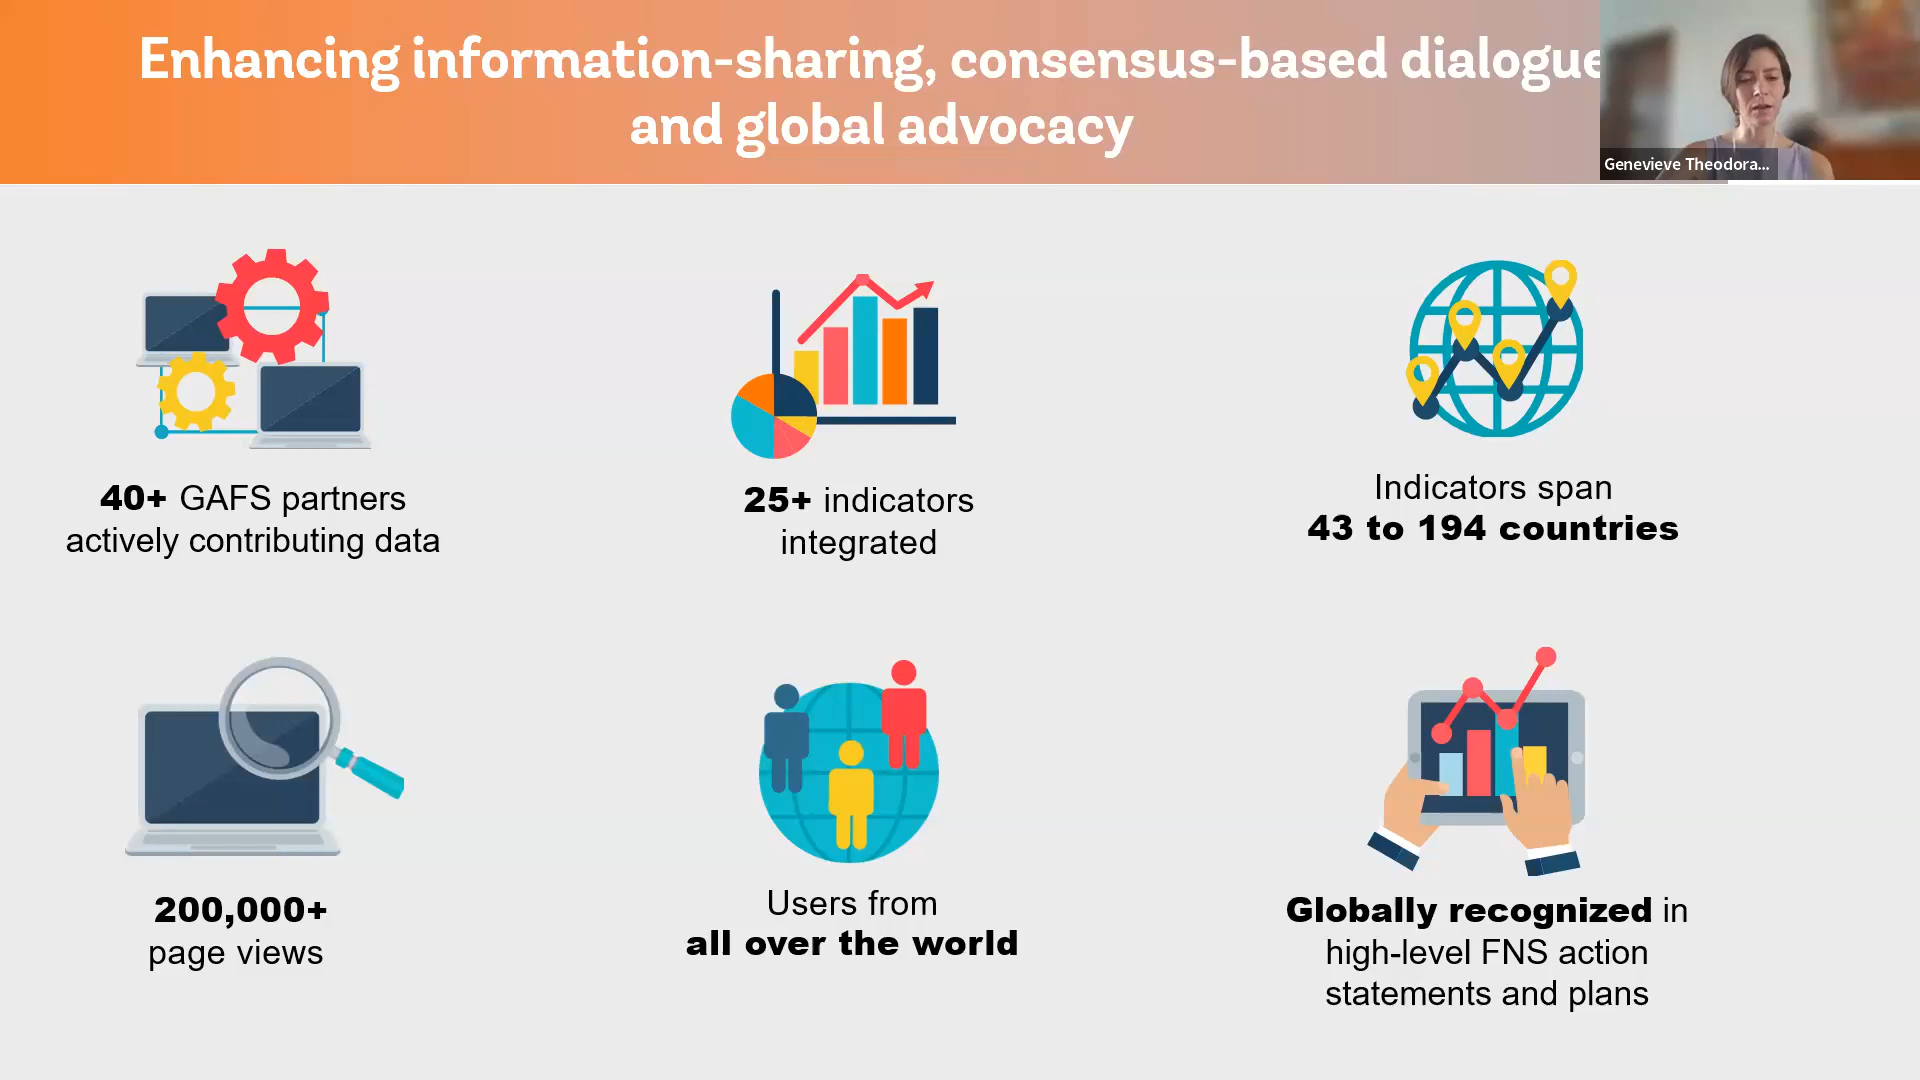 Enhancing information-sharing, consensus-based dialogue
and global advocacy
Genevieve Theodora...
40+ GAFS partners
actively contributing data
25+ indicators
integrated
Indicators span
43 to 194 countries
200,000+
page views
Users from
all over the world
Globally recognized in
high-level FNS action
statements and plans